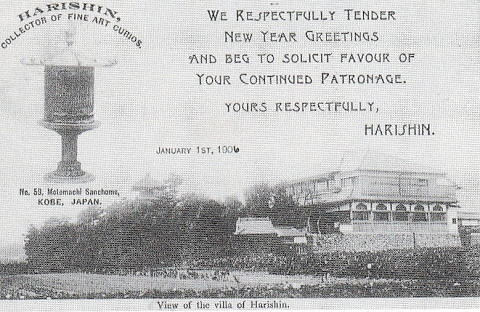 HARISHIN,
COLLECTOR OF FINE ART CURIOS,
No. 59, Motomachi Sanchome,
KOBE, JAPAN.
WE RESPECTFULLY TENDER
NEW YEAR GREETINGS
AND BEG TO SOLICIT FAVOUR OF
YOUR CONTINUED PATRONAGE.
YOURS RESPECTFULLY,
HARISHIN.
JANUARY 1ST, 1906
View of the villa of Harishin.